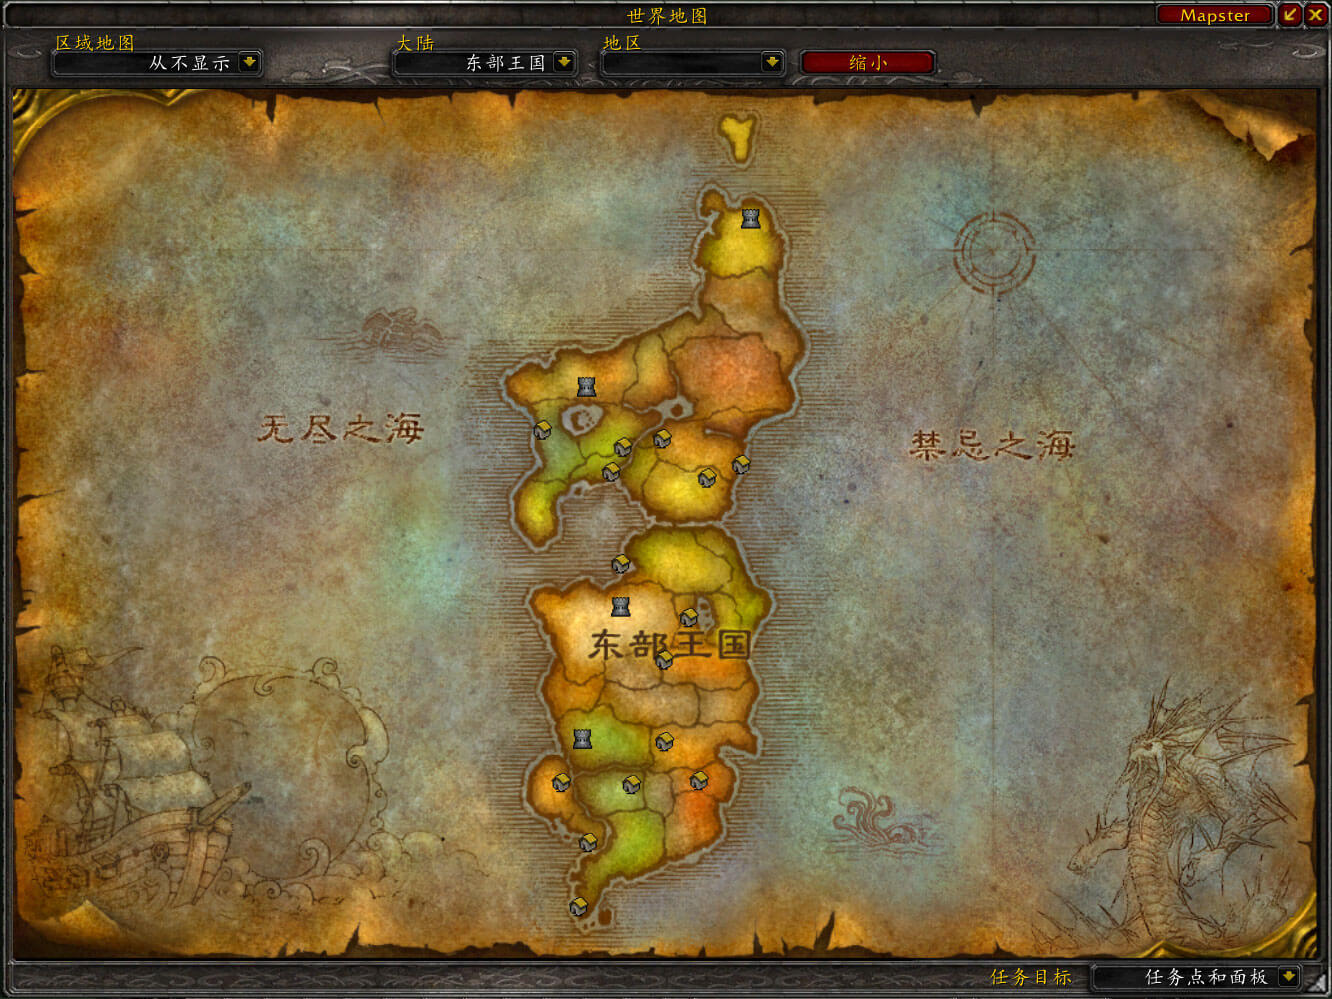 世界地图
Mapster
区域地图
大陆
地区
从不显示
东部王国
缩小
无尽之海
禁忌之海
东部王国
任务目标
任务点和面板